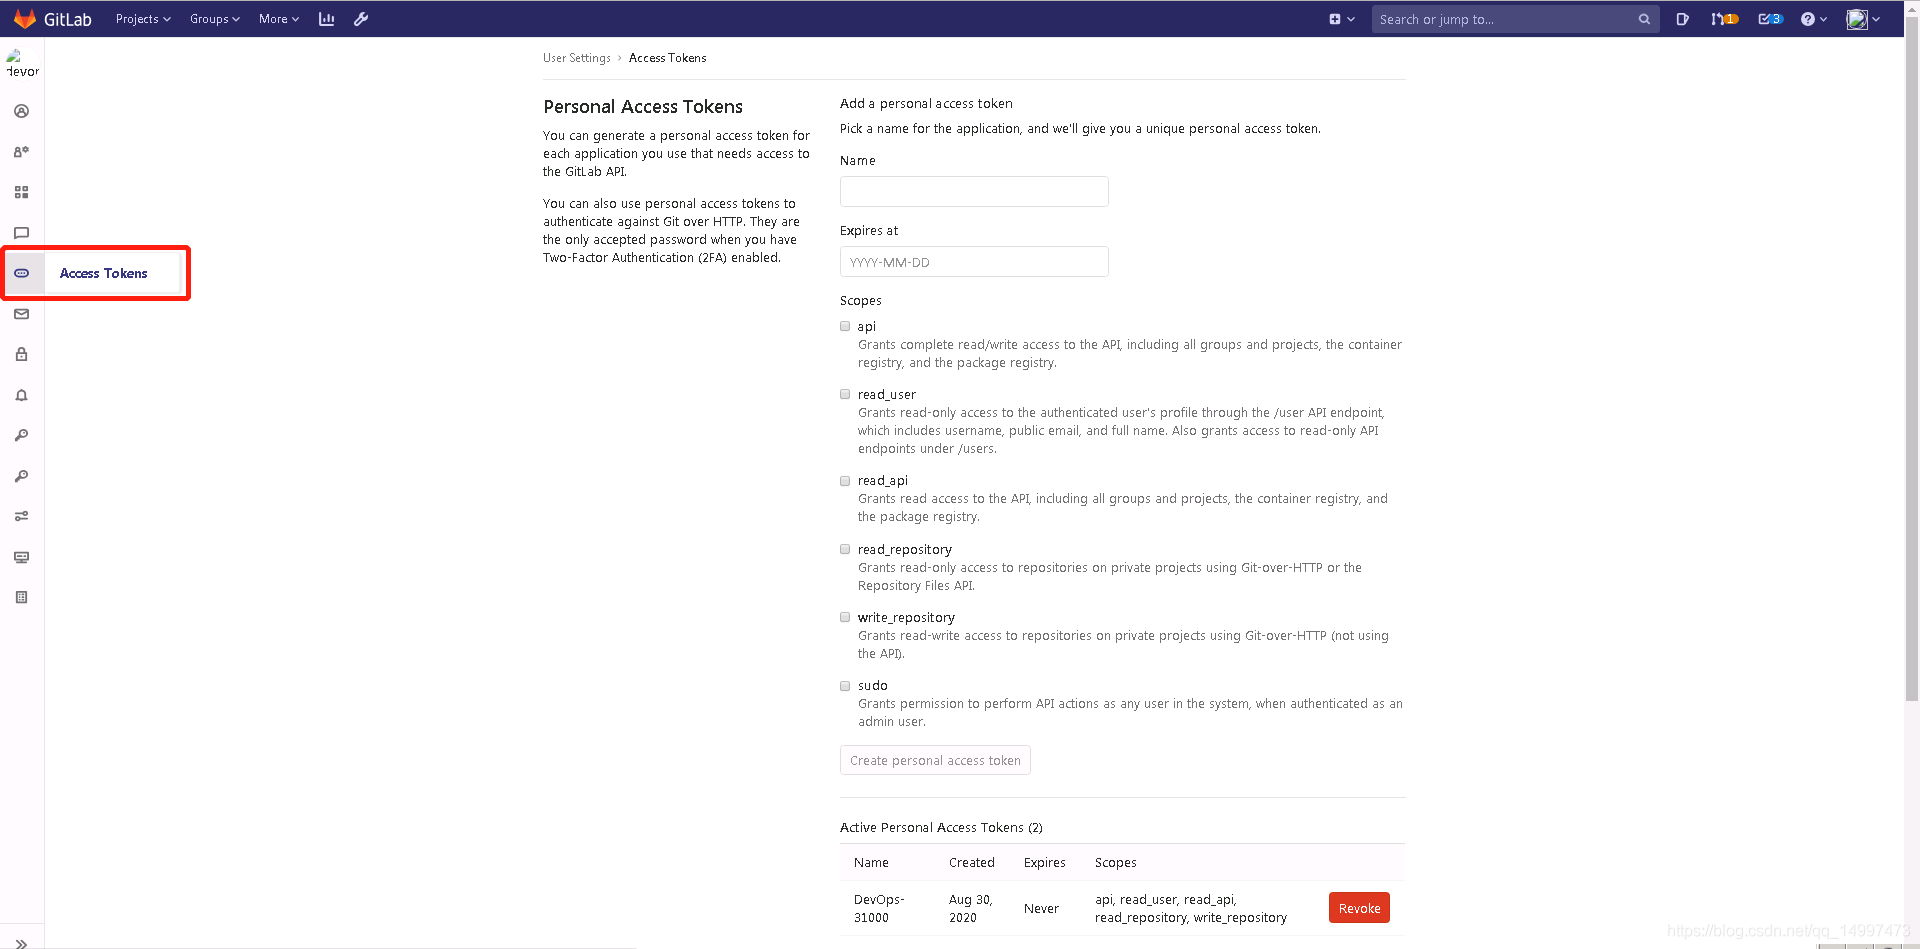 GitLab Projects Groups More Search or jump to... 1 3
devor
User Settings › Access Tokens
Access Tokens
Personal Access Tokens
You can generate a personal access token for
each application you use that needs access to
the GitLab API.
You can also use personal access tokens to
authenticate against Git over HTTP. They are
the only accepted password when you have
Two-Factor Authentication (2FA) enabled.
Add a personal access token
Pick a name for the application, and we'll give you a unique personal access token.
Name
Expires at
YYYY-MM-DD
Scopes
api
Grants complete read/write access to the API, including all groups and projects, the container
registry, and the package registry.
read_user
Grants read-only access to the authenticated user's profile through the /user API endpoint,
which includes username, public email, and full name. Also grants access to read-only API
endpoints under /users.
read_api
Grants read access to the API, including all groups and projects, the container registry, and
the package registry.
read_repository
Grants read-only access to repositories on private projects using Git-over-HTTP or the
Repository Files API.
write_repository
Grants read-write access to repositories on private projects using Git-over-HTTP (not using
the API).
sudo
Grants permission to perform API actions as any user in the system, when authenticated as an
admin user.
Create personal access token
Active Personal Access Tokens (2)
Name Created Expires Scopes
DevOps-
31000
Aug 30,
2020
Never
api, read_user, read_api,
read_repository, write_repository
Revoke
https://blog.csdn.net/qq_14997473